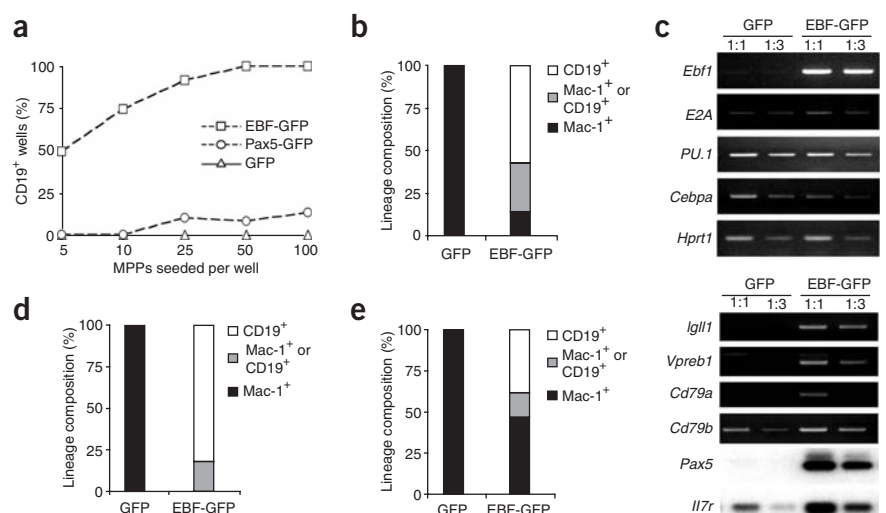 a
CD19+ wells (%)
100
75
50
25
0
5 10 25 50 100
MPPs seeded per well
EBF-GFP
Pax5-GFP
GFP
b
Lineage composition (%)
100
75
50
25
0
GFP EBF-GFP
CD19+
Mac-1+ or
CD19+
Mac-1+
c
GFP EBF-GFP
1:1 1:3 1:1 1:3
Ebf1
E2A
PU.1
Cebpa
Hprt1
GFP EBF-GFP
1:1 1:3 1:1 1:3
Igll1
Vpreb1
Cd79a
Cd79b
Pax5
Il7r
d
Lineage composition (%)
100
75
50
25
0
GFP EBF-GFP
CD19+
Mac-1+ or
CD19+
Mac-1+
e
Lineage composition (%)
100
75
50
25
0
GFP EBF-GFP
CD19+
Mac-1+ or
CD19+
Mac-1+